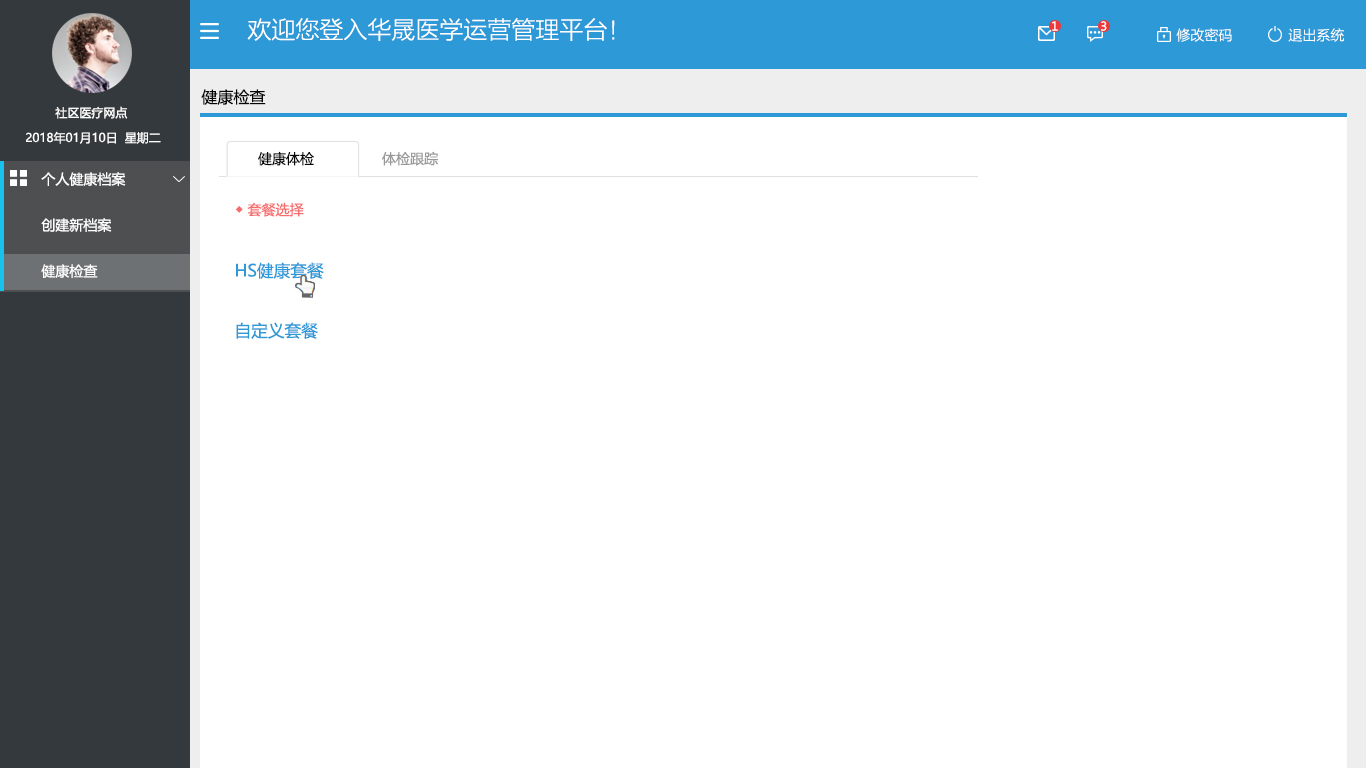 欢迎您登入华晟医学运营管理平台！
1
3
修改密码
退出系统
社区医疗网点
2018年01月10日 星期二
个人健康档案
创建新档案
健康检查
健康检查
健康体检
体检跟踪
套餐选择
HS健康套餐
自定义套餐